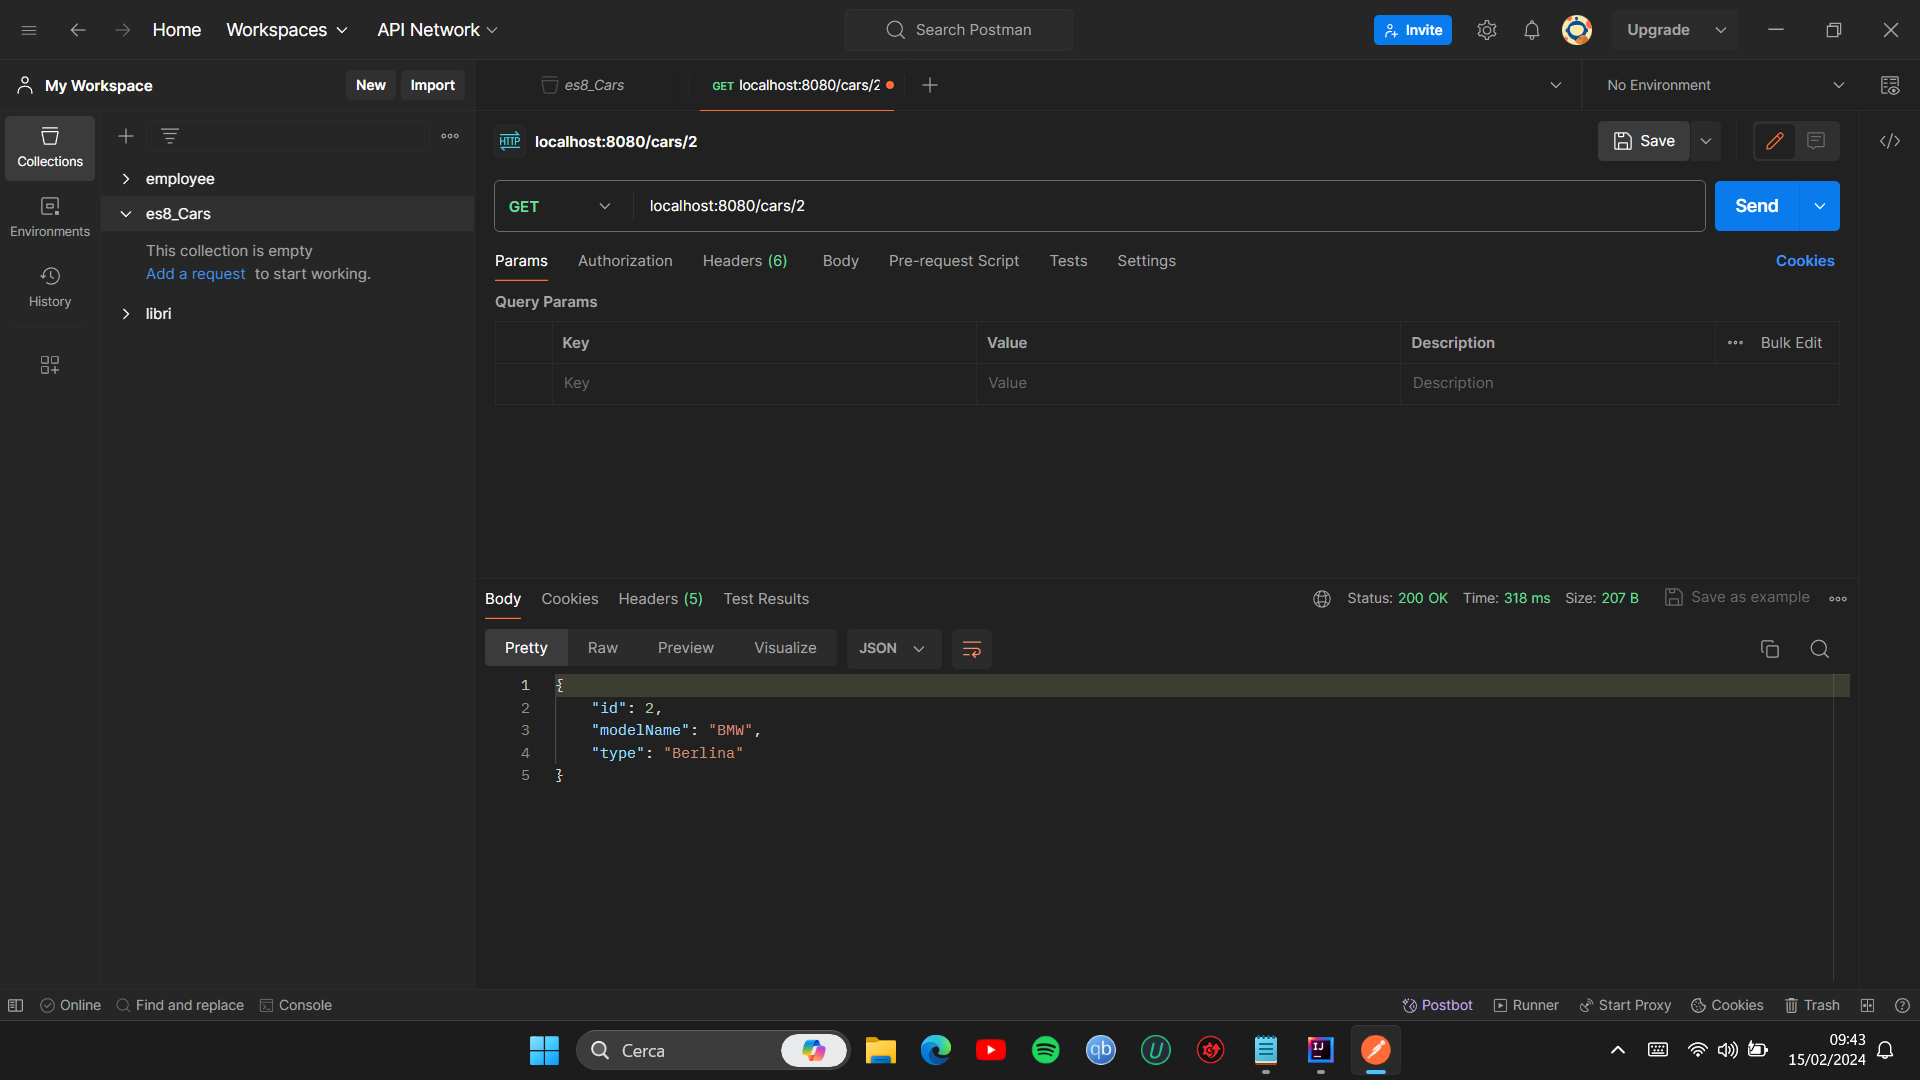 Home Workspaces API Network Search Postman Invite Upgrade
My Workspace New Import es8_Cars GET localhost:8080/cars/2 No Environment
Collections
Environments
History
employee
es8_Cars
This collection is empty
Add a request to start working.
libri
HTTP localhost:8080/cars/2 Save
GET localhost:8080/cars/2 Send
Params Authorization Headers (6) Body Pre-request Script Tests Settings Cookies
Query Params
Key Value Description Bulk Edit
Key Value Description
Body Cookies Headers (5) Test Results Status: 200 OK Time: 318 ms Size: 207 B Save as example
Pretty Raw Preview Visualize JSON
1 {
2 "id": 2,
3 "modelName": "BMW",
4 "type": "Berlina"
5 }
Online Find and replace Console Postbot Runner Start Proxy Cookies Trash
Cerca qb U IJ 09:43
15/02/2024